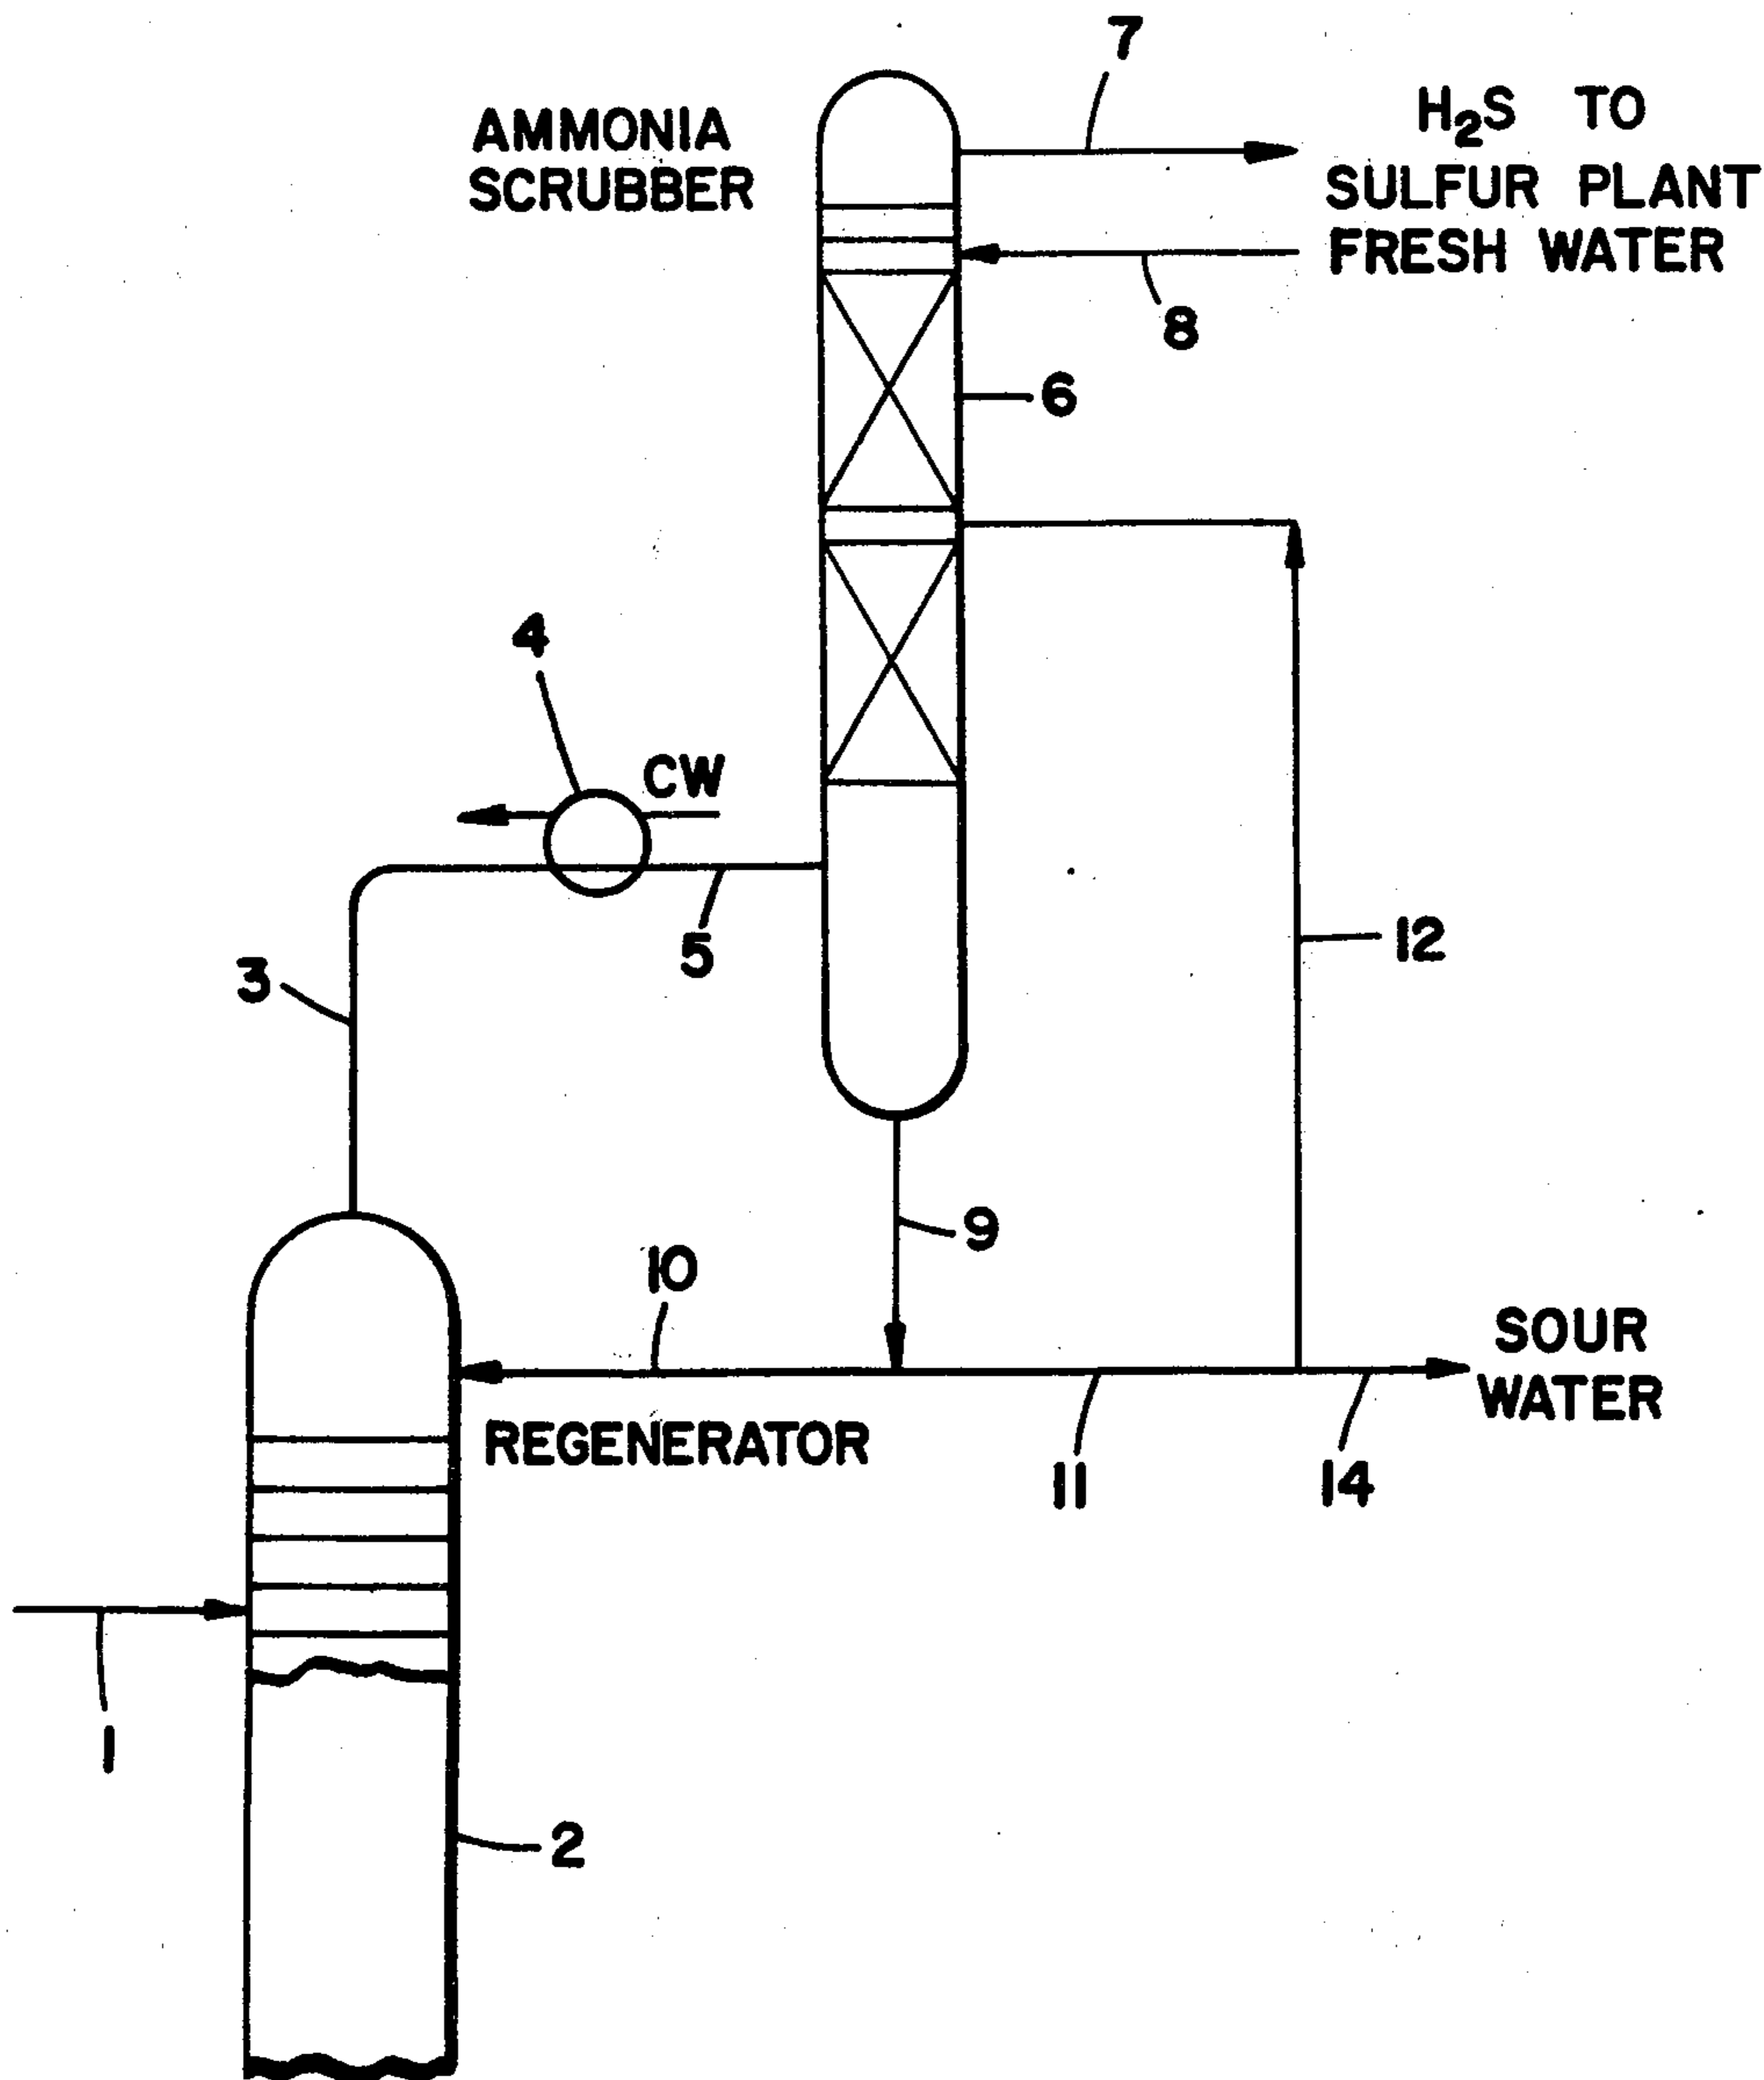 7
AMMONIA
SCRUBBER
H₂S TO
SULFUR PLANT
FRESH WATER
8
6
4
CW
12
5
3
9
10
SOUR
WATER
REGENERATOR
11
14
1
2